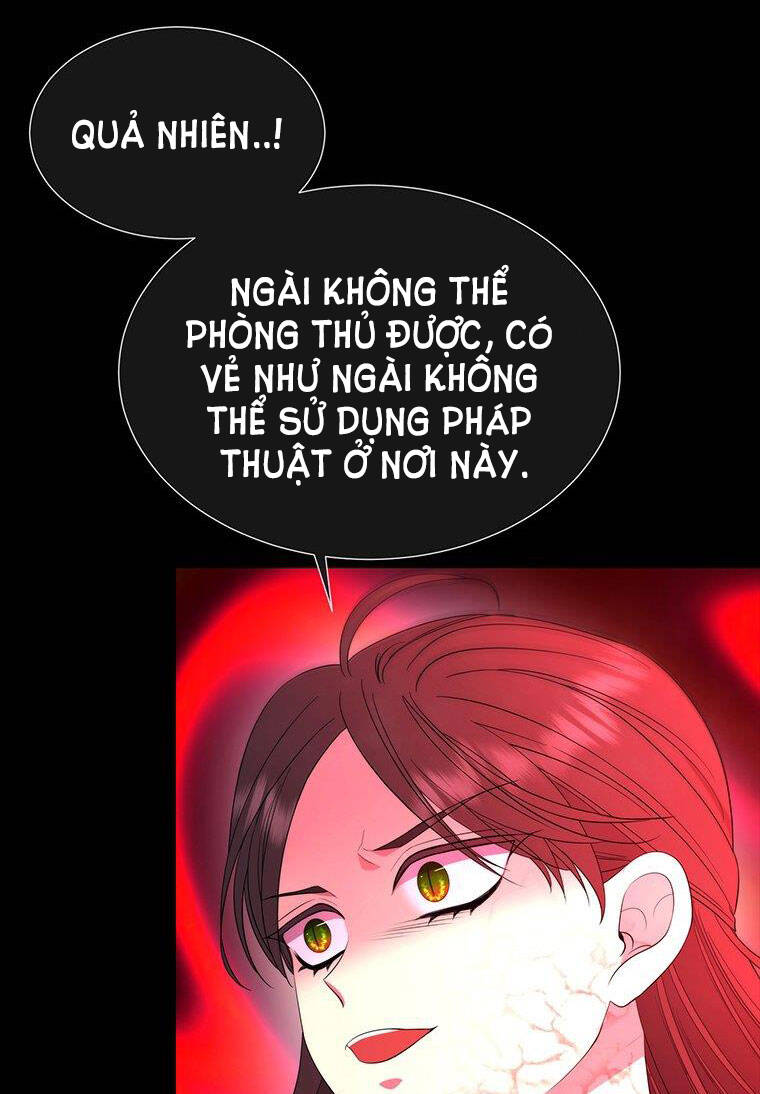 QUẢ NHIÊN..!
NGÀI KHÔNG THỂ
PHÒNG THỦ ĐƯỢC, CÓ
VẺ NHƯ NGÀI KHÔNG
THỂ SỬ DỤNG PHÁP
THUẬT Ở NƠI NÀY.